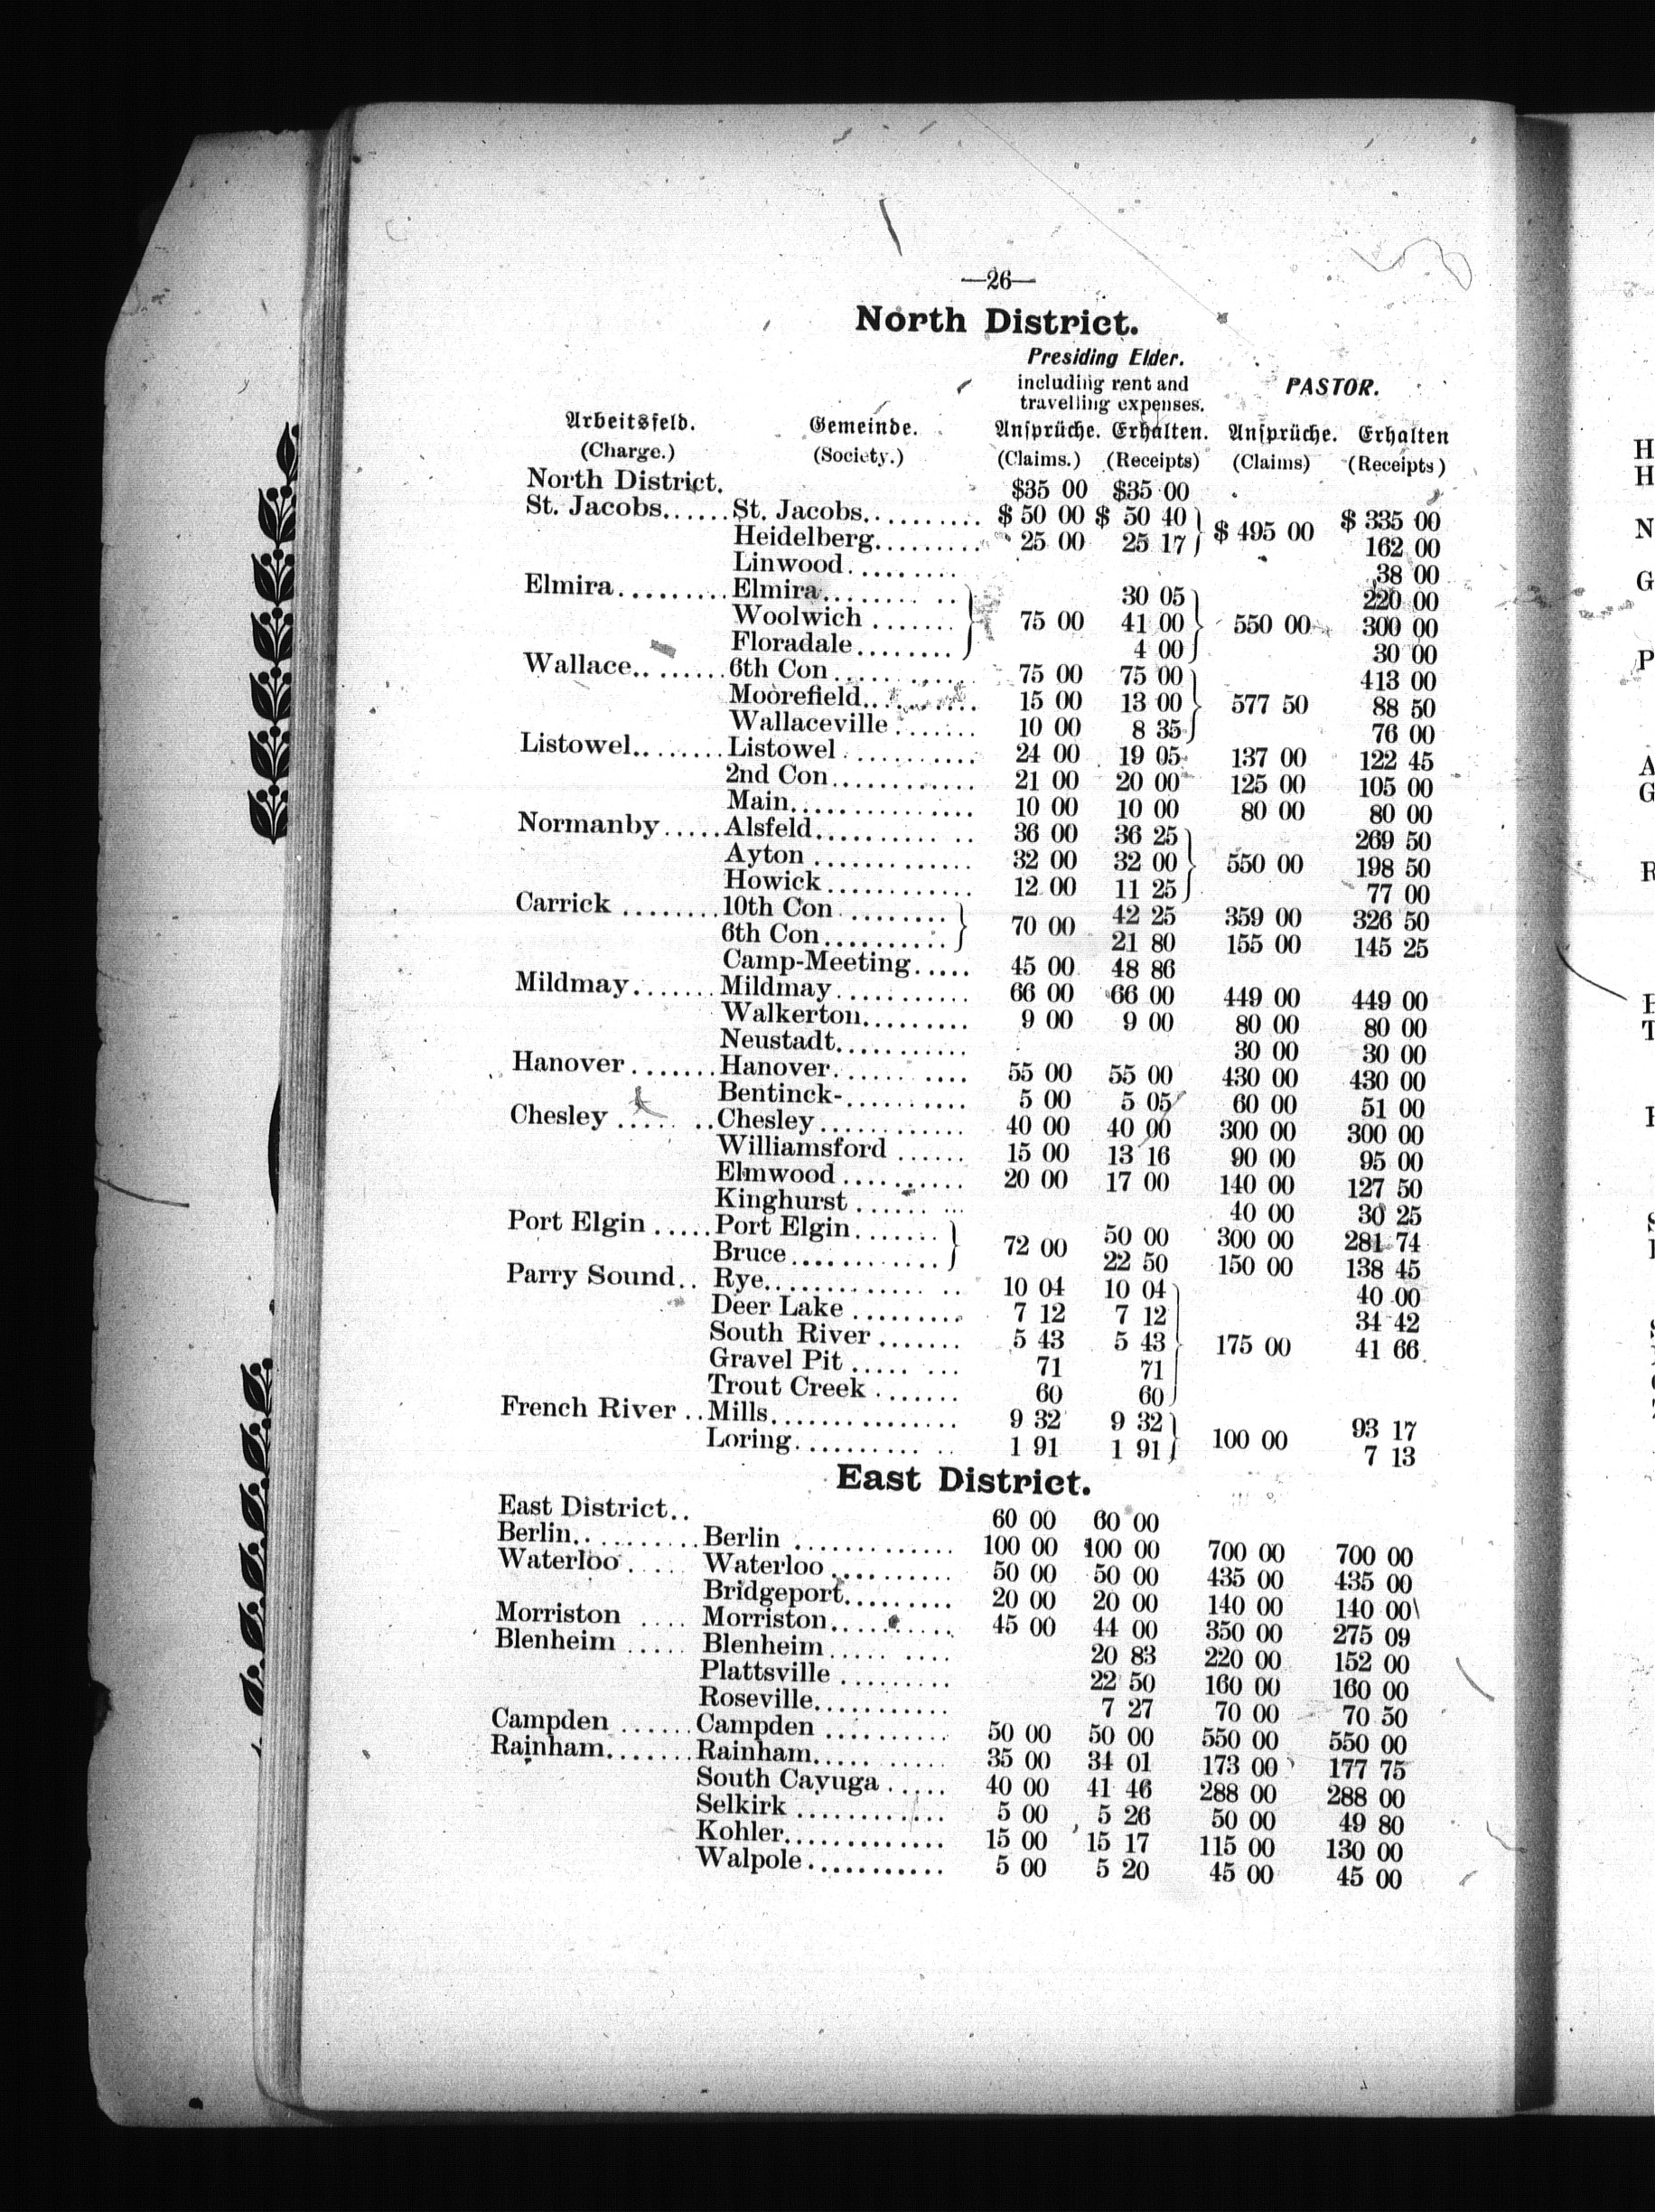 —26—
North District.
Presiding Elder.
including rent and travelling expenses.
PASTOR.
Arbeitsfeld. Gemeinde. Ansprüche. Erhalten. Ansprüche. Erhalten
(Charge.) (Society.) (Claims.) (Receipts) (Claims) (Receipts)
North District. $35 00 $35 00
St. Jacobs......St. Jacobs........... $ 50 00 $ 50 40 } $ 495 00 $ 335 00
Heidelberg......... 25 00 25 17 } 162 00
Linwood......... 38 00
Elmira.........Elmira........ .. } 30 05 } 220 00
Woolwich ....... } 75 00 41 00 } 550 00 300 00
Floradale........ } 4 00 } 30 00
Wallace.. ......6th Con ............ 75 00 75 00 } 413 00
Moorefield.......... 15 00 13 00 } 577 50 88 50
Wallaceville ....... 10 00 8 35 } 76 00
Listowel.. ......Listowel ........... 24 00 19 05 137 00 122 45
2nd Con............. 21 00 20 00 125 00 105 00
Main............... 10 00 10 00 80 00 80 00
Normanby.....Alsfeld........... .. 36 00 36 25 } 269 50
Ayton ............. 32 00 32 00 } 550 00 198 50
Howick............ 12 00 11 25 } 77 00
Carrick ........10th Con ......... } 42 25 359 00 326 50
6th Con.......... } 70 00 21 80 155 00 145 25
Camp-Meeting..... 45 00 48 86
Mildmay.......Mildmay........... 66 00 66 00 449 00 449 00
Walkerton......... 9 00 9 00 80 00 80 00
Neustadt........... 30 00 30 00
Hanover.......Hanover....... .... 55 00 55 00 430 00 430 00
Bentinck-.......... 5 00 5 05 60 00 51 00
Chesley ..... ..Chesley............ 40 00 40 00 300 00 300 00
Williamsford ...... 15 00 13 16 90 00 95 00
Elmwood .......... 20 00 17 00 140 00 127 50
Kinghurst ...... ... 40 00 30 25
Port Elgin .....Port Elgin....... } 50 00 300 00 281 74
Bruce............ } 72 00 22 50 150 00 138 45
Parry Sound.. Rye............. .. 10 04 10 04 } 40 00
Deer Lake ......... 7 12 7 12 34 42
South River ....... 5 43 5 43 } 175 00 41 66
Gravel Pit ..... ... 71 71
Trout Creek ....... 60 60 }
French River ..Mills............... 9 32 9 32 } 93 17
Loring.......... .. 1 91 1 91 } 100 00 7 13
East District.
East District.. 60 00 60 00
Berlin..........Berlin ............. 100 00 100 00 700 00 700 00
Waterloo ..... Waterloo.......... 50 00 50 00 435 00 435 00
Bridgeport......... 20 00 20 00 140 00 140 00
Morriston .... Morriston.......... 45 00 44 00 350 00 275 09
Blenheim ..... Blenheim..... .... 20 83 220 00 152 00
Plattsville ......... 22 50 160 00 160 00
Roseville........... 7 27 70 00 70 50
Campden ......Campden .......... 50 00 50 00 550 00 550 00
Rainham.......Rainham..... ..... 35 00 34 01 173 00 177 75
South Cayuga ..... 40 00 41 46 288 00 288 00
Selkirk ............ 5 00 5 26 50 00 49 80
Kohler............. 15 00 15 17 115 00 130 00
Walpole........... 5 00 5 20 45 00 45 00